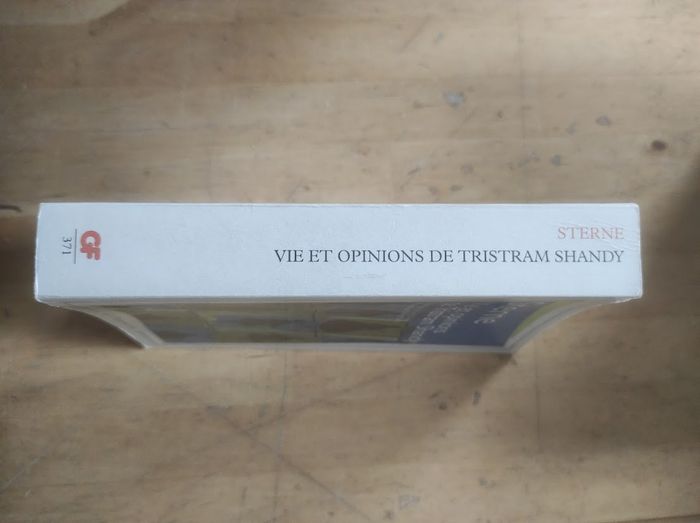 STERNE
VIE ET OPINIONS DE TRISTRAM SHANDY
GF
371